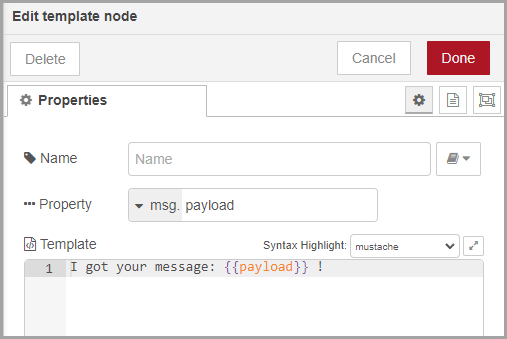 Edit template node
Delete
Cancel
Done
Properties
Name
Name
Property
msg. payload
Template
Syntax Highlight: mustache
1 I got your message: {{payload}} !